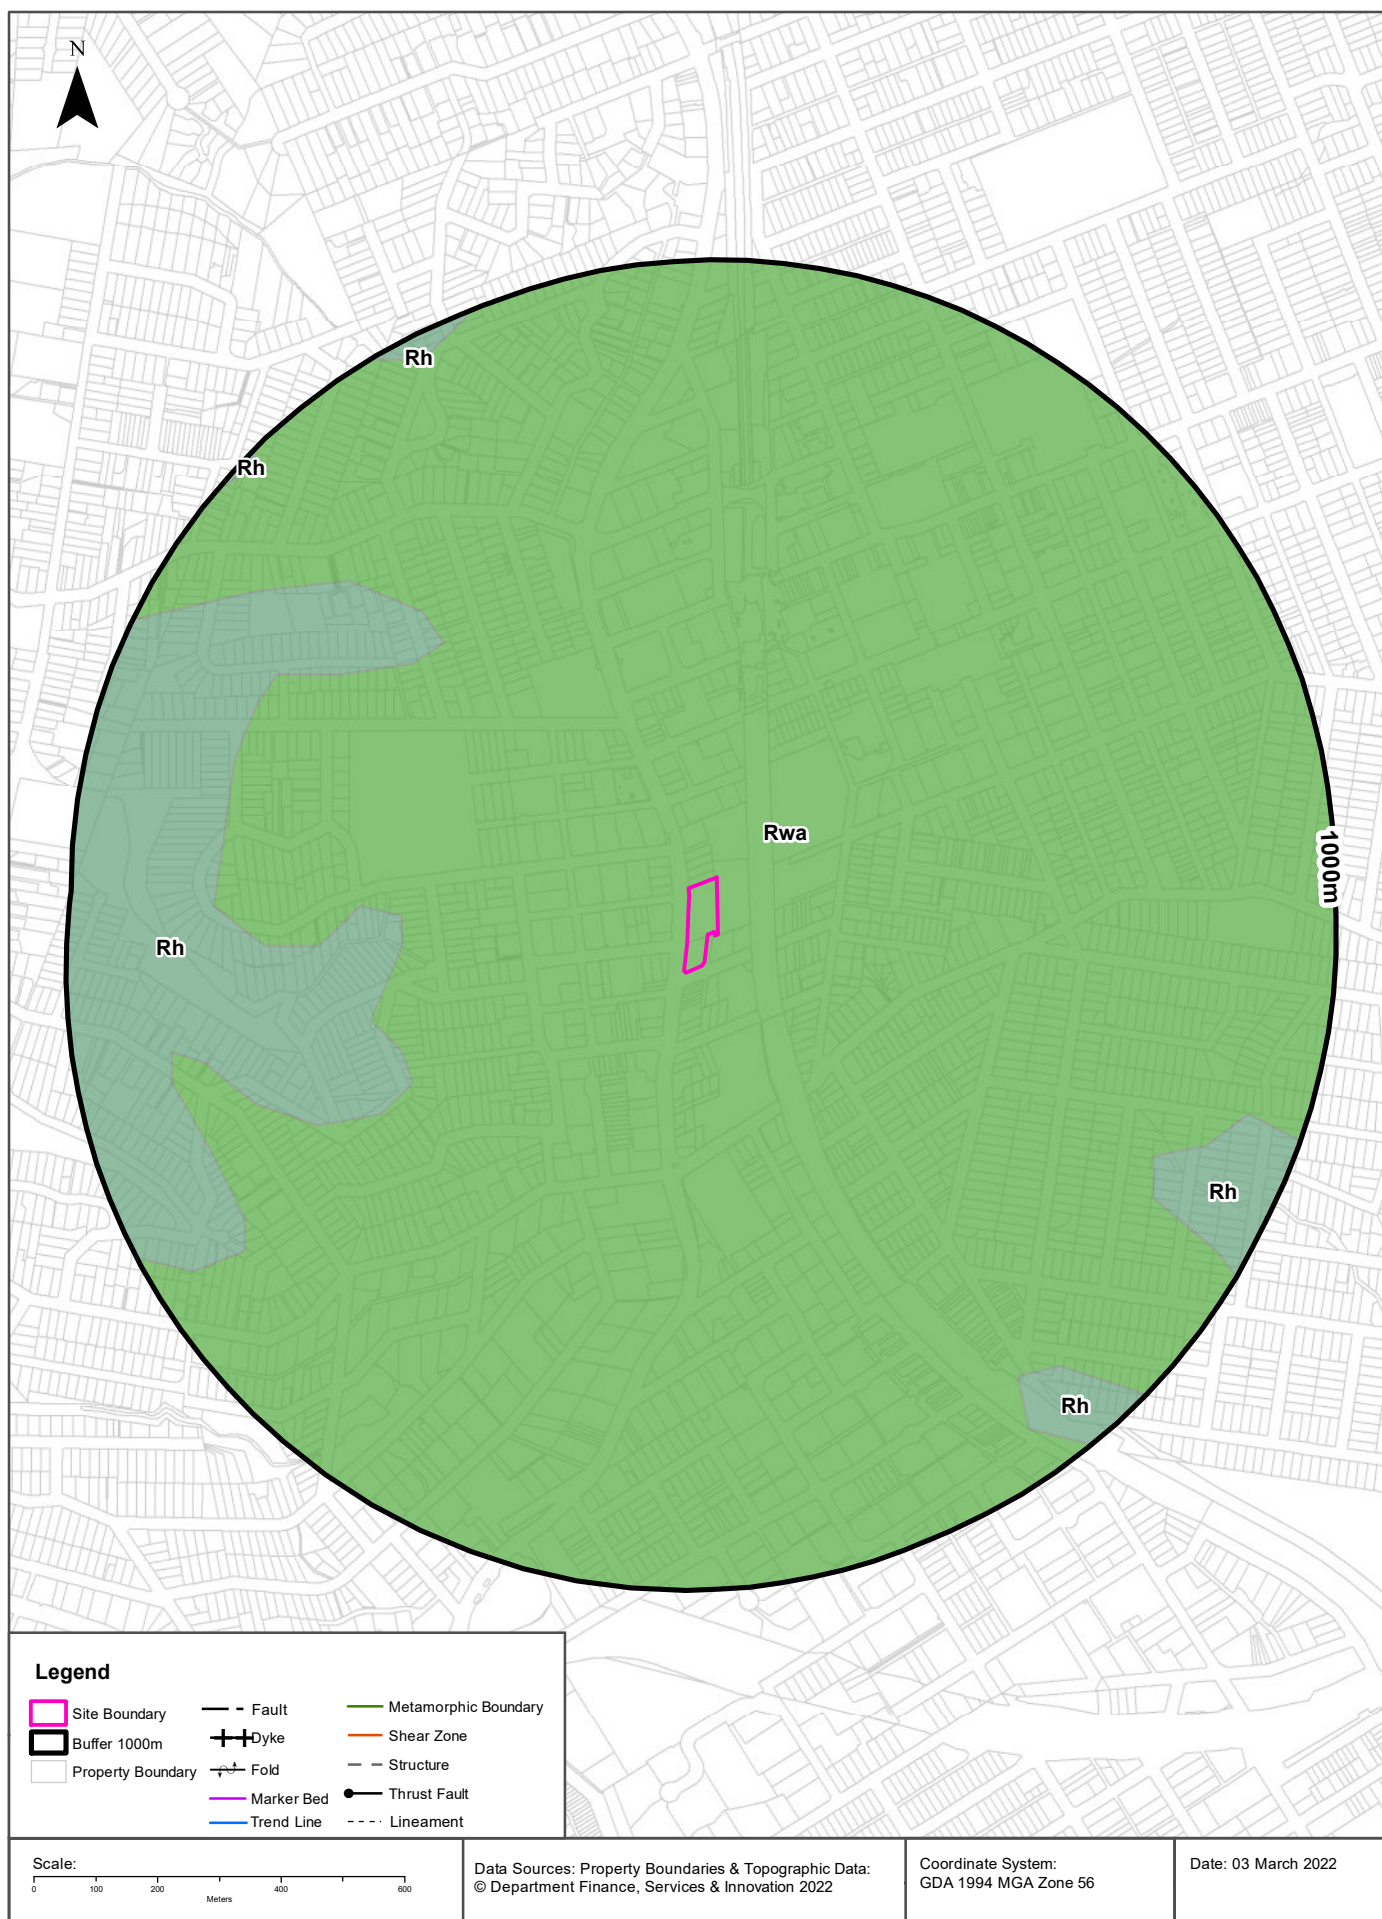 N
Rh
Rh
Rwa
1000m
Rh
Rh
Rh
Legend
Site Boundary
Buffer 1000m
Property Boundary
Fault
Dyke
Fold
Marker Bed
Trend Line
Metamorphic Boundary
Shear Zone
Structure
Thrust Fault
Lineament
Scale:
0 100 200 400 600
Meters
Data Sources: Property Boundaries & Topographic Data:
© Department Finance, Services & Innovation 2022
Coordinate System:
GDA 1994 MGA Zone 56
Date: 03 March 2022